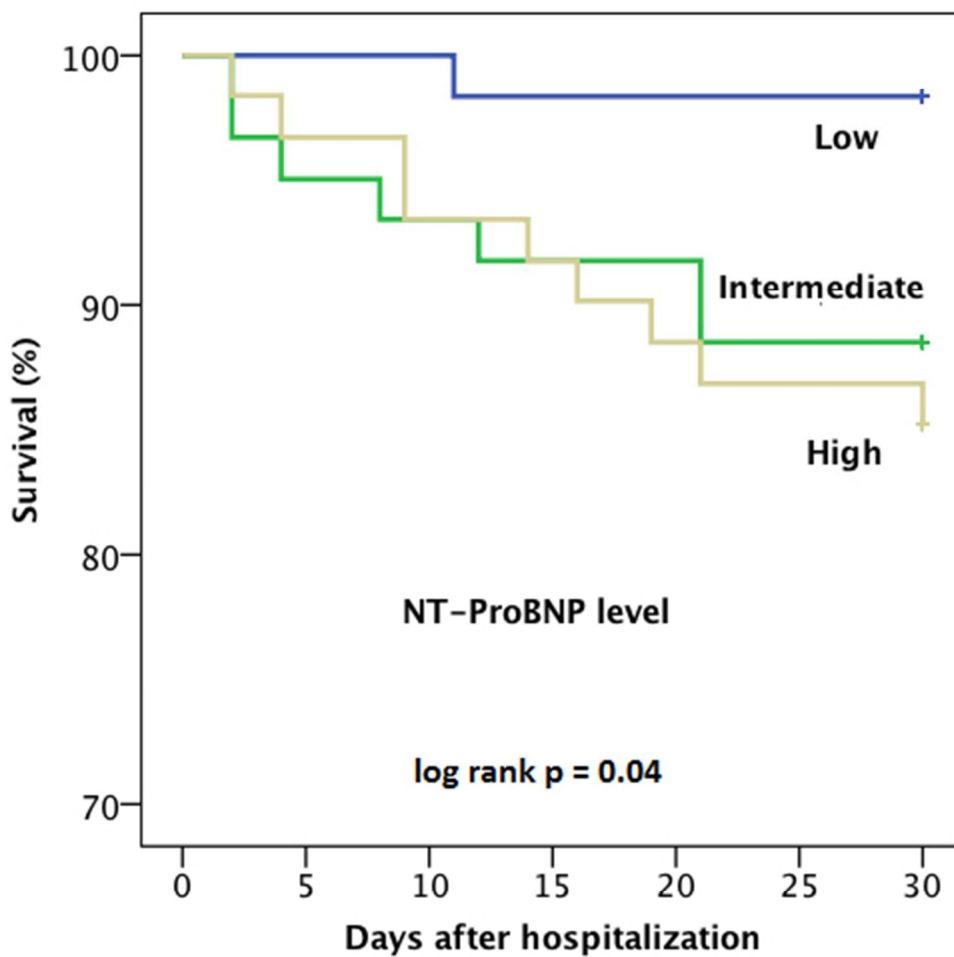 100
Low
Intermediate
90
High
80
NT-ProBNP level
log rank p = 0.04
70
Survival (%)
0 5 10 15 20 25 30
Days after hospitalization